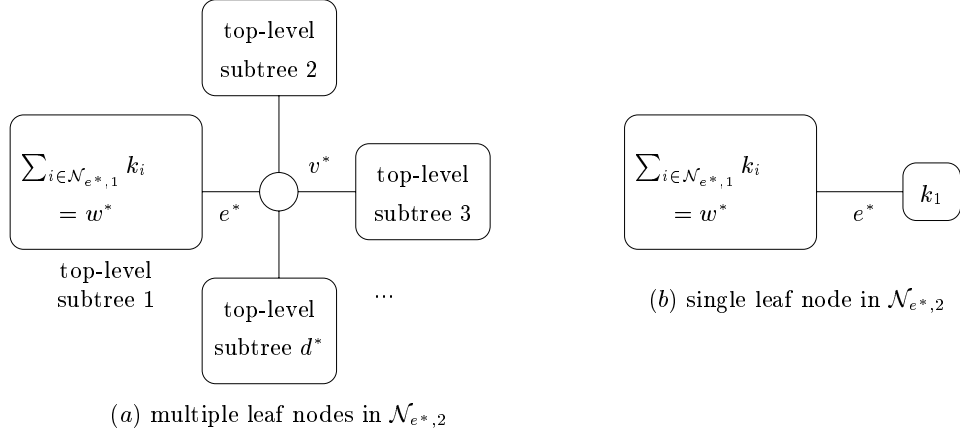 top-level
subtree 2
∑_{i∈𝒩_{e*,1}} k_i
= w*
e*
v*
top-level
subtree 3
top-level
subtree 1
top-level
subtree d*
...
(a) multiple leaf nodes in 𝒩_{e*,2}
∑_{i∈𝒩_{e*,1}} k_i
= w*
e*
k_1
(b) single leaf node in 𝒩_{e*,2}